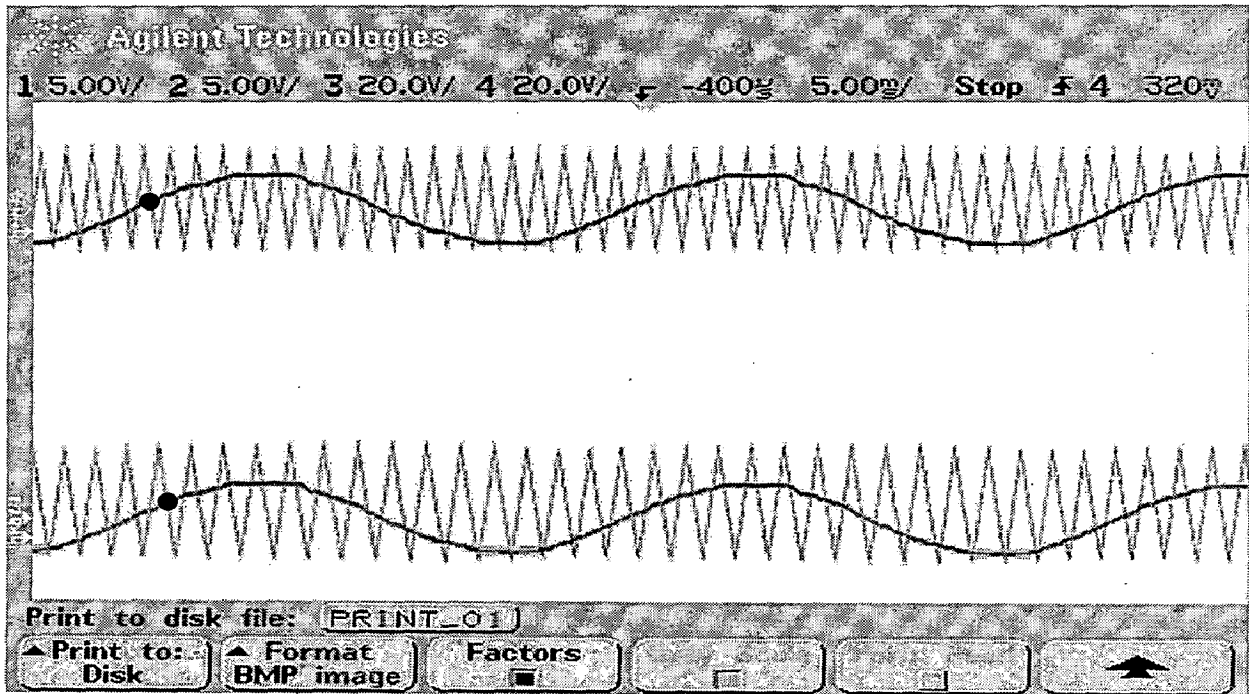 Agilent Technologies
1 5.00V/ 2 5.00V/ 3 20.0V/ 4 20.0V/ -400µs 5.00ms/ Stop 4 320mV
Print to disk file: PRINT_01
Print to: Disk
Format BMP image
Factors